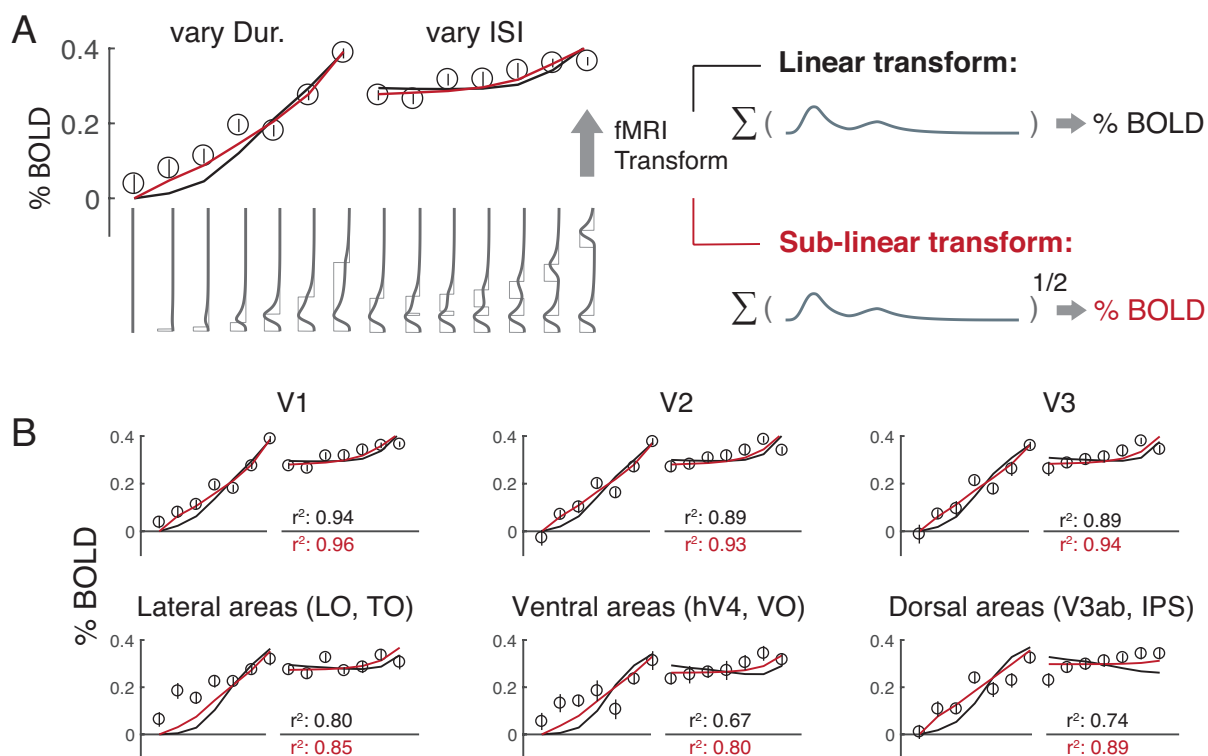 A
vary Dur.
vary ISI
% BOLD
0.4
0.2
0
fMRI
Transform
Linear transform:
∑ ( ) % BOLD
Sub-linear transform:
∑ ( ) 1/2 % BOLD
B
% BOLD
V1
0.4
0.2
0
r²: 0.94
r²: 0.96
V2
0.4
0.2
0
r²: 0.89
r²: 0.93
V3
0.4
0.2
0
r²: 0.89
r²: 0.94
Lateral areas (LO, TO)
0.4
0.2
0
r²: 0.80
r²: 0.85
Ventral areas (hV4, VO)
0.4
0.2
0
r²: 0.67
r²: 0.80
Dorsal areas (V3ab, IPS)
0.4
0.2
0
r²: 0.74
r²: 0.89